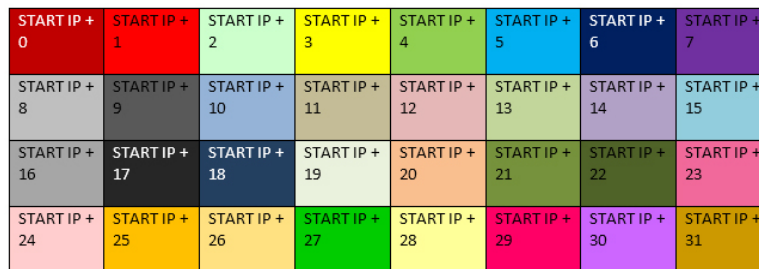 START IP + START IP + START IP + START IP + START IP + START IP + START IP + START IP +
0 1 2 3 4 5 6 7
START IP + START IP + START IP + START IP + START IP + START IP + START IP + START IP +
8 9 10 11 12 13 14 15
START IP + START IP + START IP + START IP + START IP + START IP + START IP + START IP +
16 17 18 19 20 21 22 23
START IP + START IP + START IP + START IP + START IP + START IP + START IP + START IP +
24 25 26 27 28 29 30 31